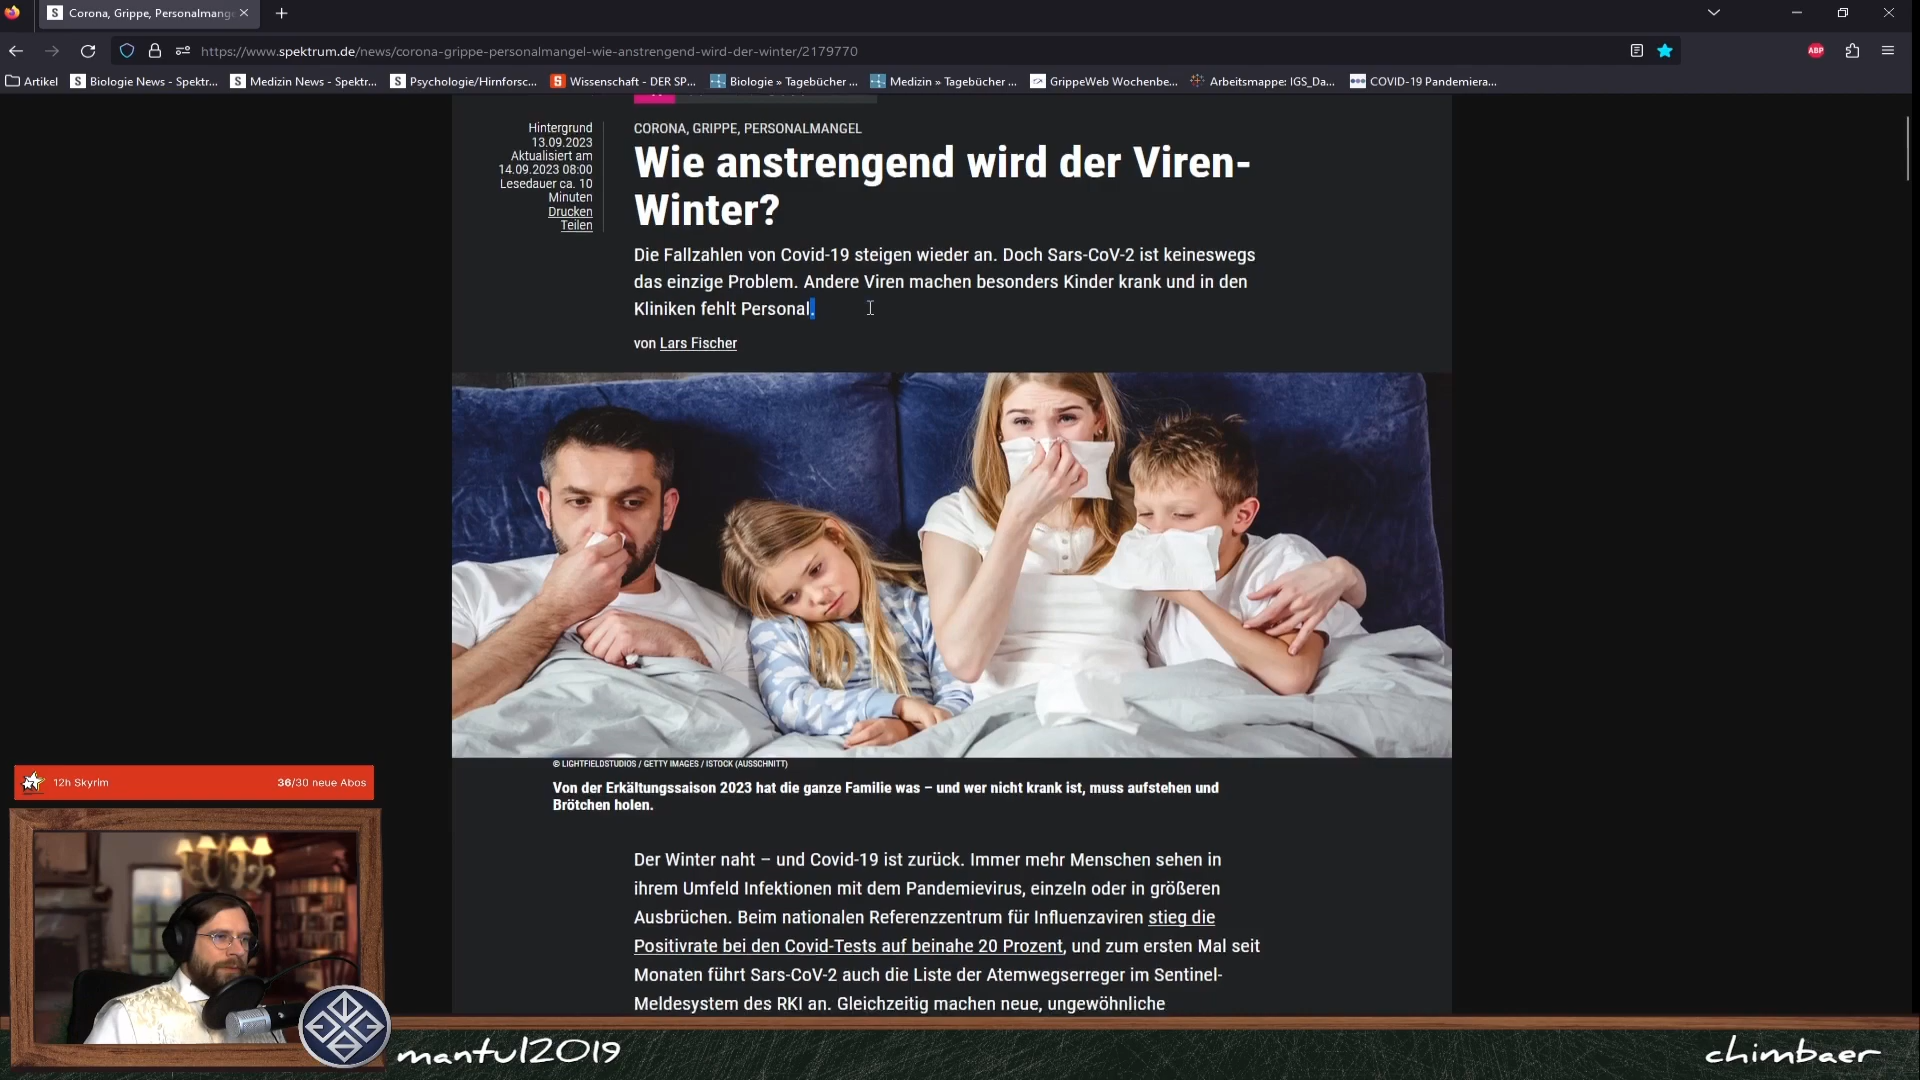 Corona, Grippe, Personalmang
https://www.spektrum.de/news/corona-grippe-personalmangel-wie-anstrengend-wird-der-winter/2179770
ABP
Artikel
Biologie News - Spektr...
Medizin News - Spektr...
Psychologie/Hirnforsc...
Wissenschaft - DER SP...
Biologie » Tagebücher ...
Medizin » Tagebücher ...
GrippeWeb Wochenbe...
Arbeitsmappe: IGS_Da...
COVID-19 Pandemiera...
Hintergrund
13.09.2023
Aktualisiert am
14.09.2023 08:00
Lesedauer ca. 10
Minuten
Drucken
Teilen
CORONA, GRIPPE, PERSONALMANGEL
Wie anstrengend wird der Viren-
Winter?
Die Fallzahlen von Covid-19 steigen wieder an. Doch Sars-CoV-2 ist keineswegs
das einzige Problem. Andere Viren machen besonders Kinder krank und in den
Kliniken fehlt Personal.
von Lars Fischer
© LIGHTFIELDSTUDIOS / GETTY IMAGES / ISTOCK (AUSSCHNITT)
Von der Erkältungssaison 2023 hat die ganze Familie was – und wer nicht krank ist, muss aufstehen und
Brötchen holen.
Der Winter naht – und Covid-19 ist zurück. Immer mehr Menschen sehen in
ihrem Umfeld Infektionen mit dem Pandemievirus, einzeln oder in größeren
Ausbrüchen. Beim nationalen Referenzzentrum für Influenzaviren stieg die
Positivrate bei den Covid-Tests auf beinahe 20 Prozent, und zum ersten Mal seit
Monaten führt Sars-CoV-2 auch die Liste der Atemwegserreger im Sentinel-
Meldesystem des RKI an. Gleichzeitig machen neue, ungewöhnliche
12h Skyrim
36/30 neue Abos
mantul2019
chimbaer